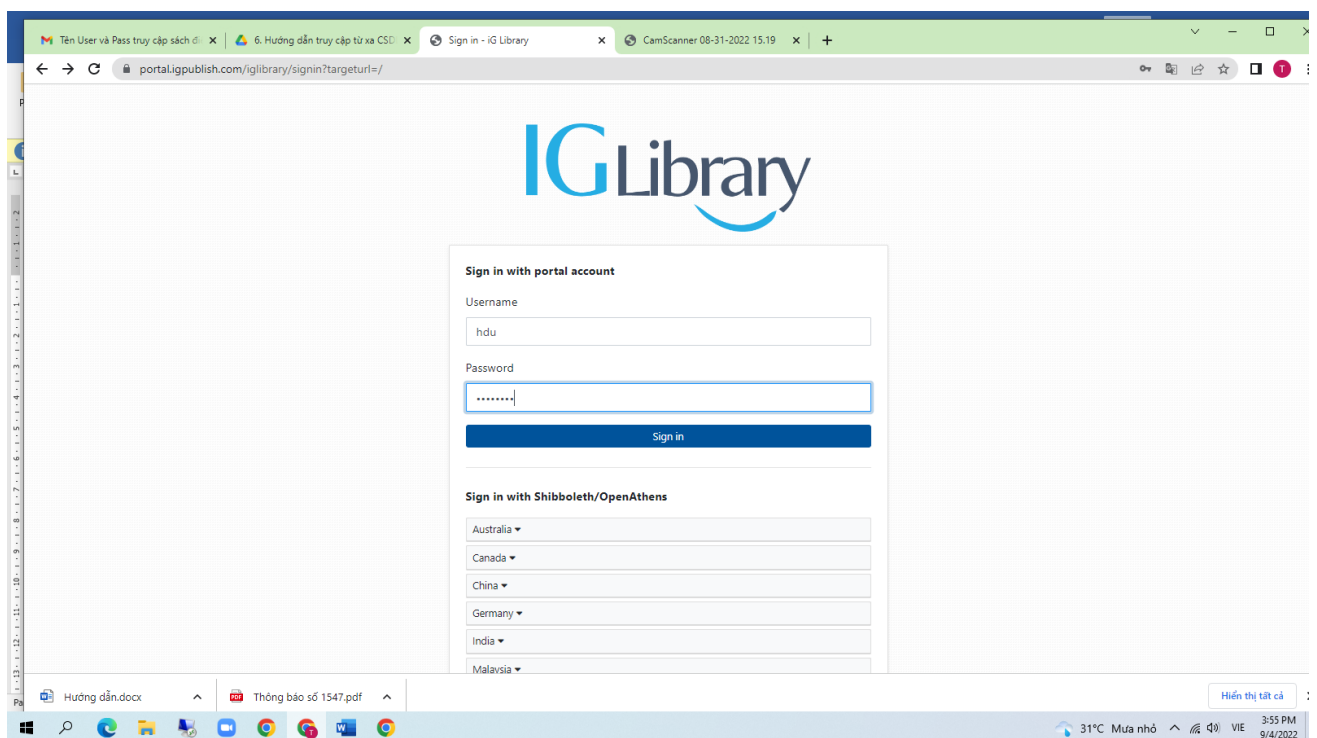 Tên User và Pass truy cập sách đi
6. Hướng dẫn truy cập từ xa CSD
Sign in - iG Library
CamScanner 08-31-2022 15.19
portal.igpublish.com/iglibrary/signin?targeturl=/
T
IGLibrary
Sign in with portal account
Username
hdu
Password
••••••••
Sign in
Sign in with Shibboleth/OpenAthens
Australia
Canada
China
Germany
India
Malaysia
Hướng dẫn.docx
Thông báo số 1547.pdf
Hiển thị tất cả
Pa
31°C Mưa nhỏ
VIE
3:55 PM
9/4/2022